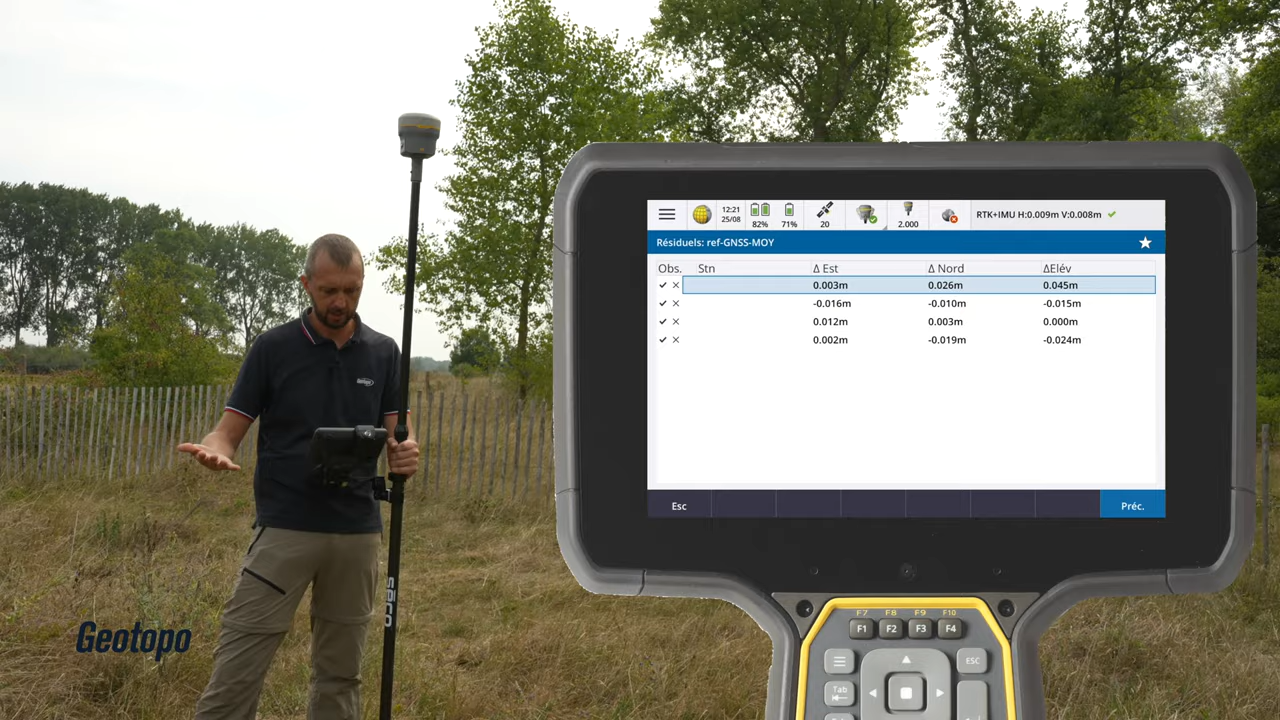 12:21
25/08
82%
71%
20
2.000
RTK+IMU H:0.009m V:0.008m
Résiduels: ref-GNSS-MOY
Obs. Stn Δ Est Δ Nord ΔElév
0.003m 0.026m 0.045m
-0.016m -0.010m -0.015m
0.012m 0.003m 0.000m
0.002m -0.019m -0.024m
Esc
Préc.
F7 F8 F9 F10
F1 F2 F3 F4
ESC
Tab
Geotopo
seco
Geotopo